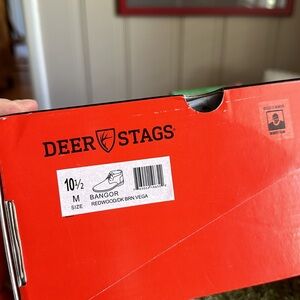 DEER STAGS
10½
M
SIZE
BANGOR
REDWOOD/DK BRN VEGA